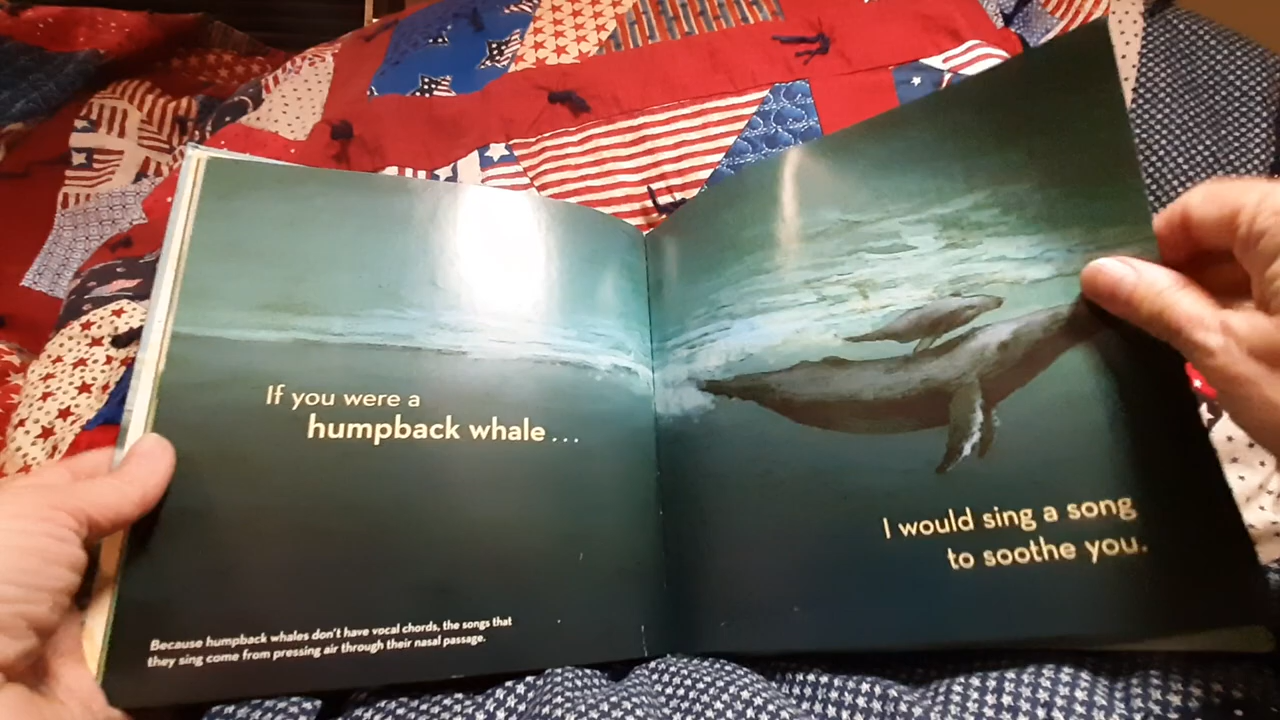 If you were a
humpback whale...
Because humpback whales don't have vocal chords, the songs that
they sing come from pressing air through their nasal passage.
I would sing a song
to soothe you.